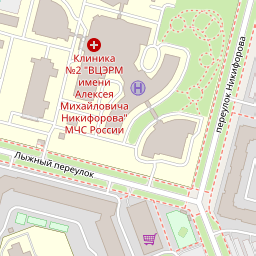 Клиника
№2 "ВЦЭРМ
имени
Алексея
Михайловича
Никифорова"
МЧС России
переулок Никифорова
Лыжный переулок